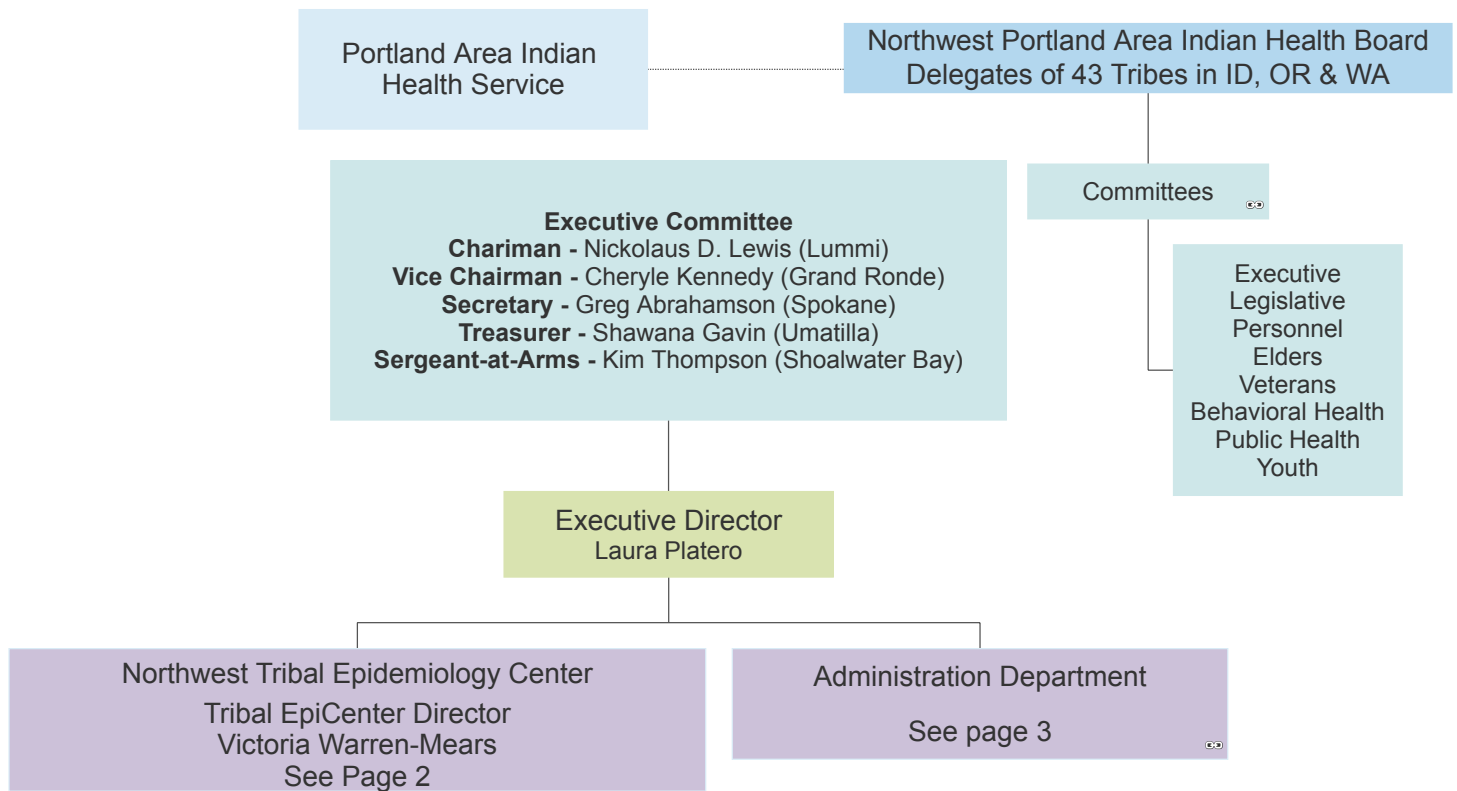 Portland Area Indian
Health Service
Northwest Portland Area Indian Health Board
Delegates of 43 Tribes in ID, OR & WA
Committees
Executive Committee
Chariman - Nickolaus D. Lewis (Lummi)
Vice Chairman - Cheryle Kennedy (Grand Ronde)
Secretary - Greg Abrahamson (Spokane)
Treasurer - Shawana Gavin (Umatilla)
Sergeant-at-Arms - Kim Thompson (Shoalwater Bay)
Executive
Legislative
Personnel
Elders
Veterans
Behavioral Health
Public Health
Youth
Executive Director
Laura Platero
Northwest Tribal Epidemiology Center
Tribal EpiCenter Director
Victoria Warren-Mears
See Page 2
Administration Department
See page 3